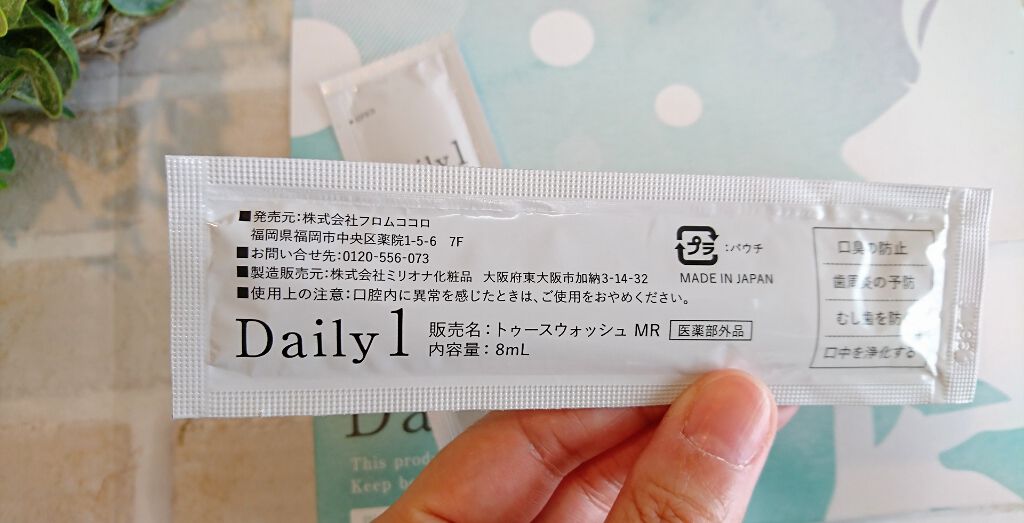 ily 1
■発売元：株式会社フロムココロ
福岡県福岡市中央区薬院1-5-6 7F
■お問い合せ先：0120-556-073
■製造販売元：株式会社ミリオナ化粧品 大阪府東大阪市加納3-14-32
■使用上の注意：口腔内に異常を感じたときは、ご使用をおやめください。
Daily 1
販売名：トゥースウォッシュ MR 医薬部外品
内容量：8mL
プラ ：パウチ
MADE IN JAPAN
口臭の防止
歯周炎の予防
むし歯を防
口中を浄化する
Da
This prod
Keep be